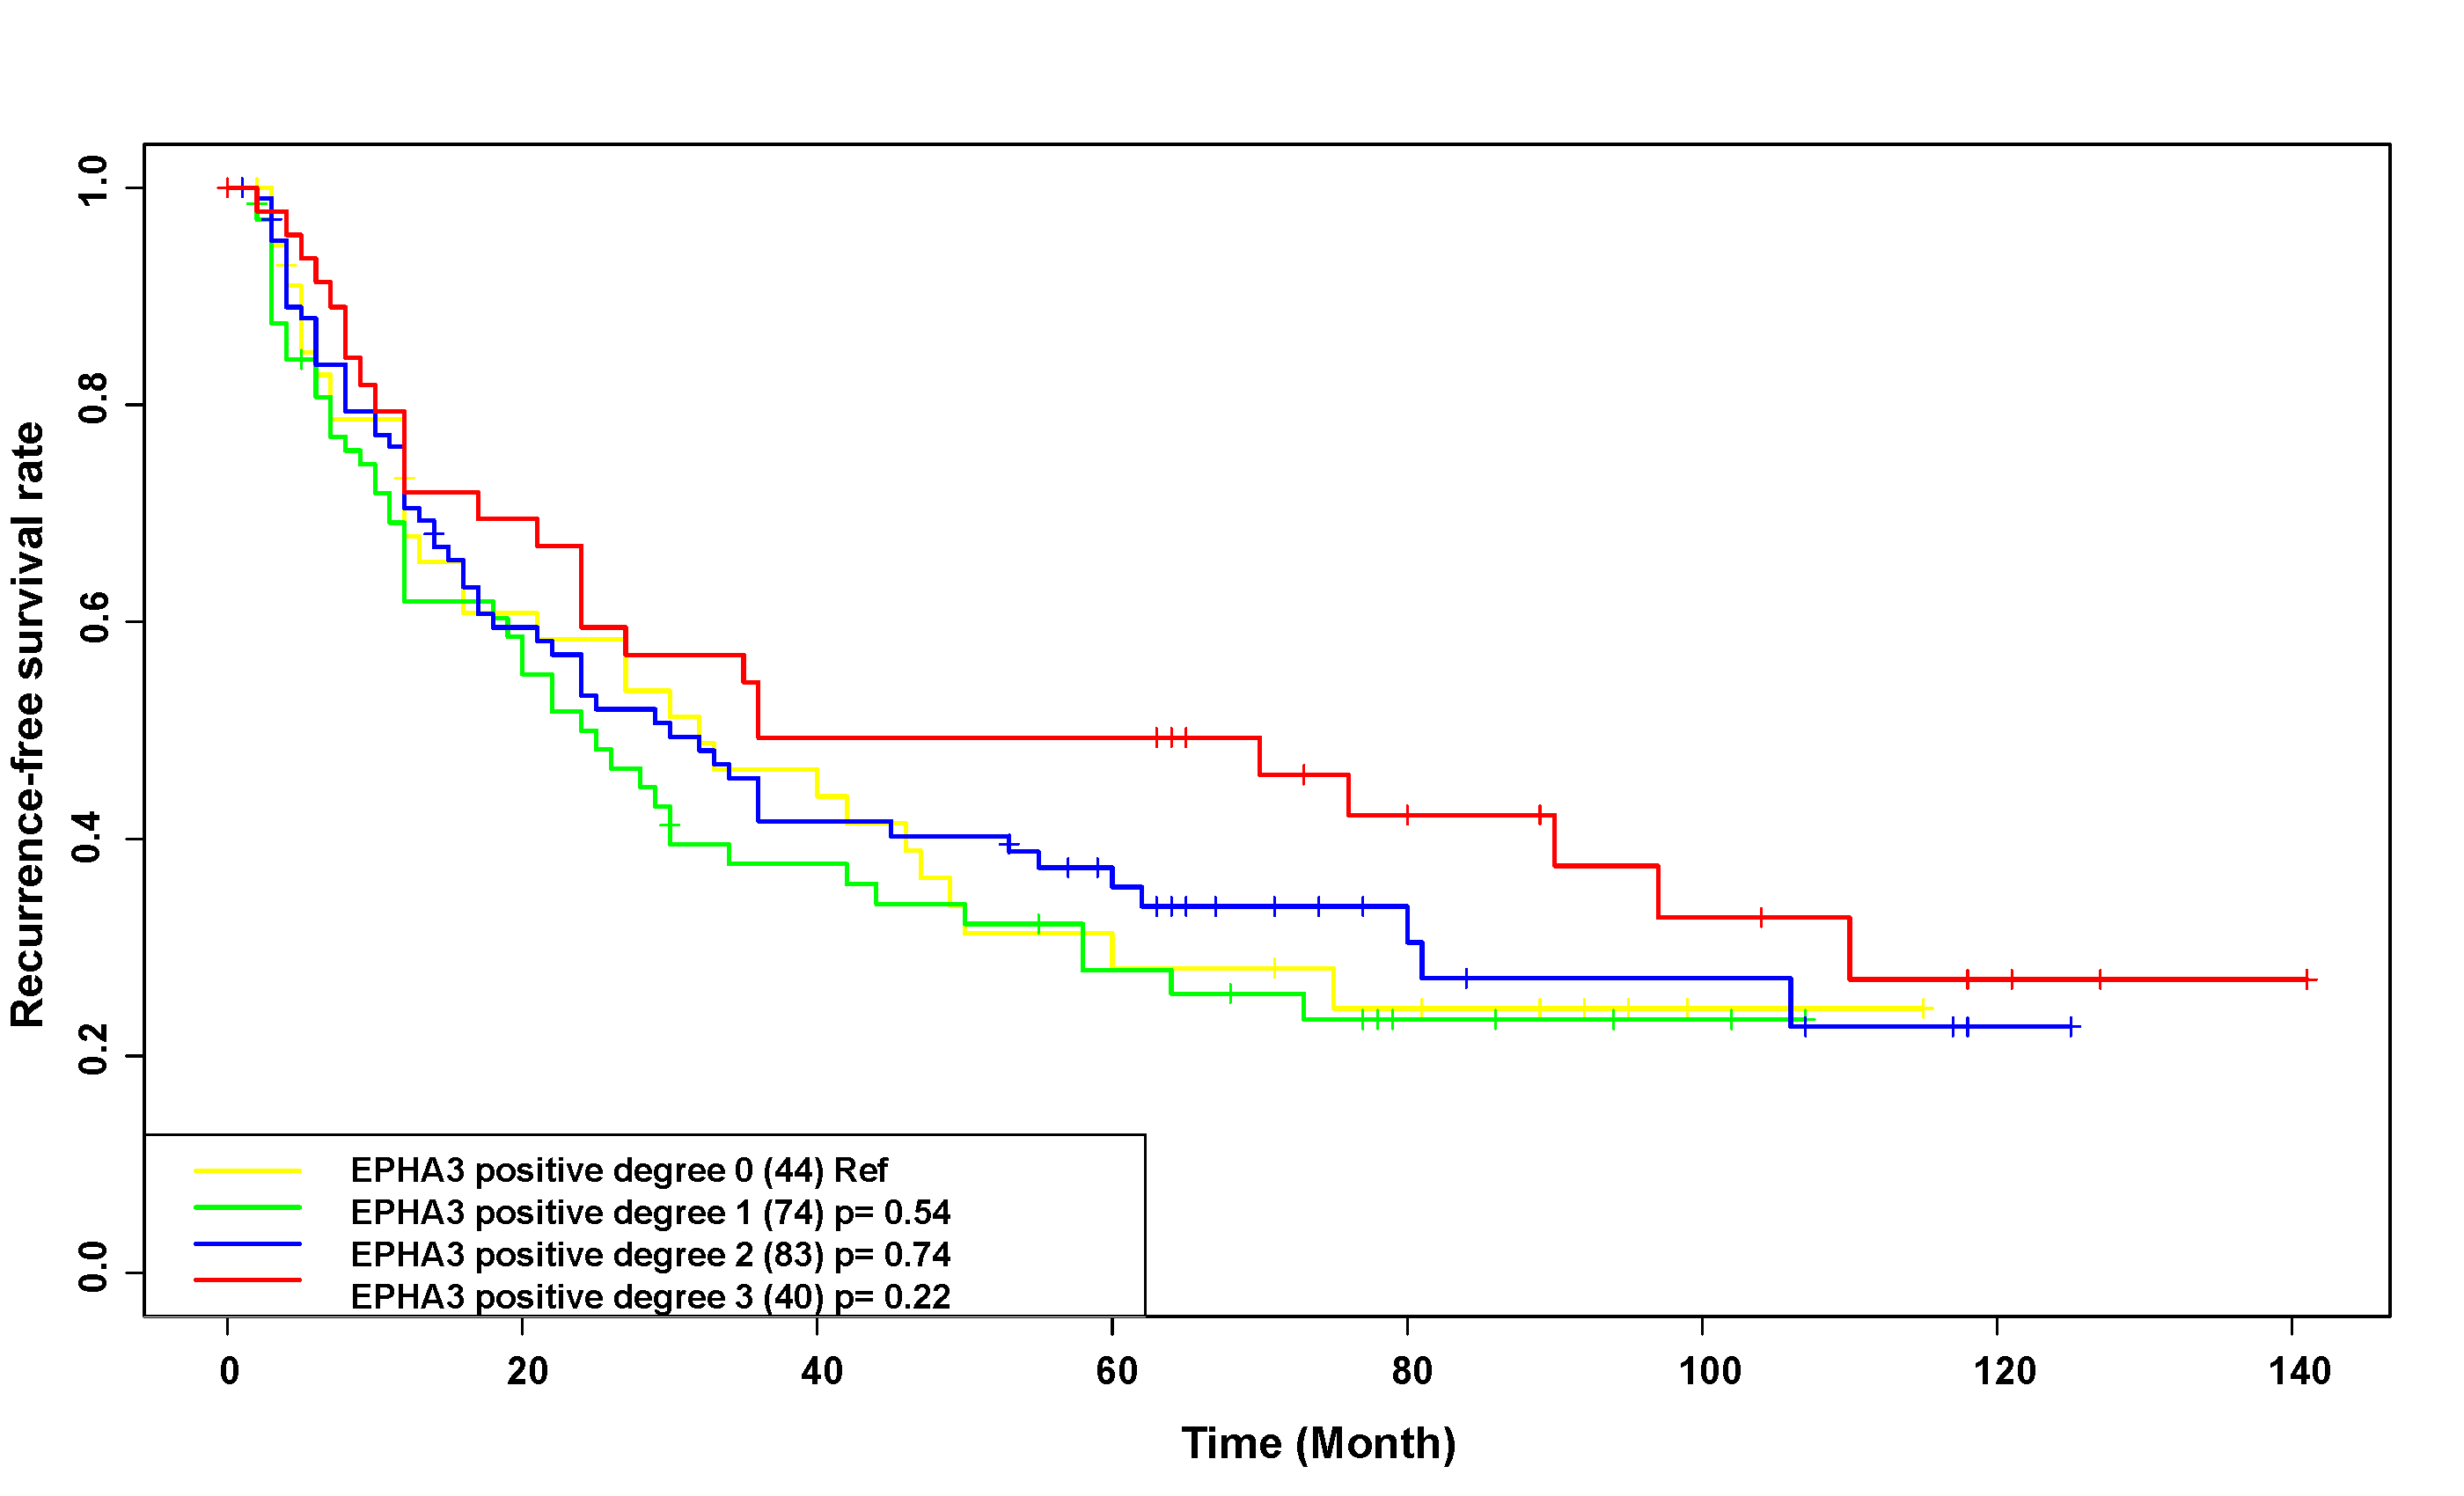 Recurrence-free survival rate
1.0
0.8
0.6
0.4
0.2
0.0
EPHA3 positive degree 0 (44) Ref
EPHA3 positive degree 1 (74) p= 0.54
EPHA3 positive degree 2 (83) p= 0.74
EPHA3 positive degree 3 (40) p= 0.22
0 20 40 60 80 100 120 140
Time (Month)